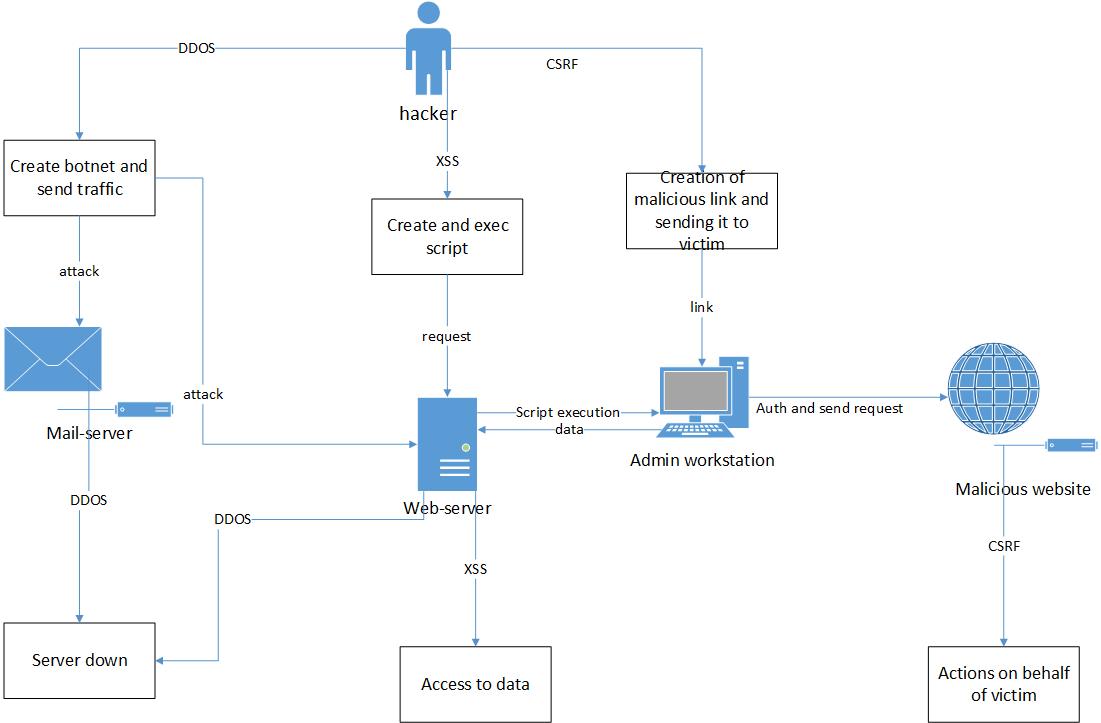 DDOS
CSRF
hacker
XSS
Create botnet and
send traffic
Creation of
malicious link and
sending it to
victim
Create and exec
script
attack
link
request
attack
Script execution
data
Auth and send request
Mail-server
Admin workstation
Malicious website
DDOS
Web-server
DDOS
CSRF
XSS
Server down
Access to data
Actions on behalf
of victim